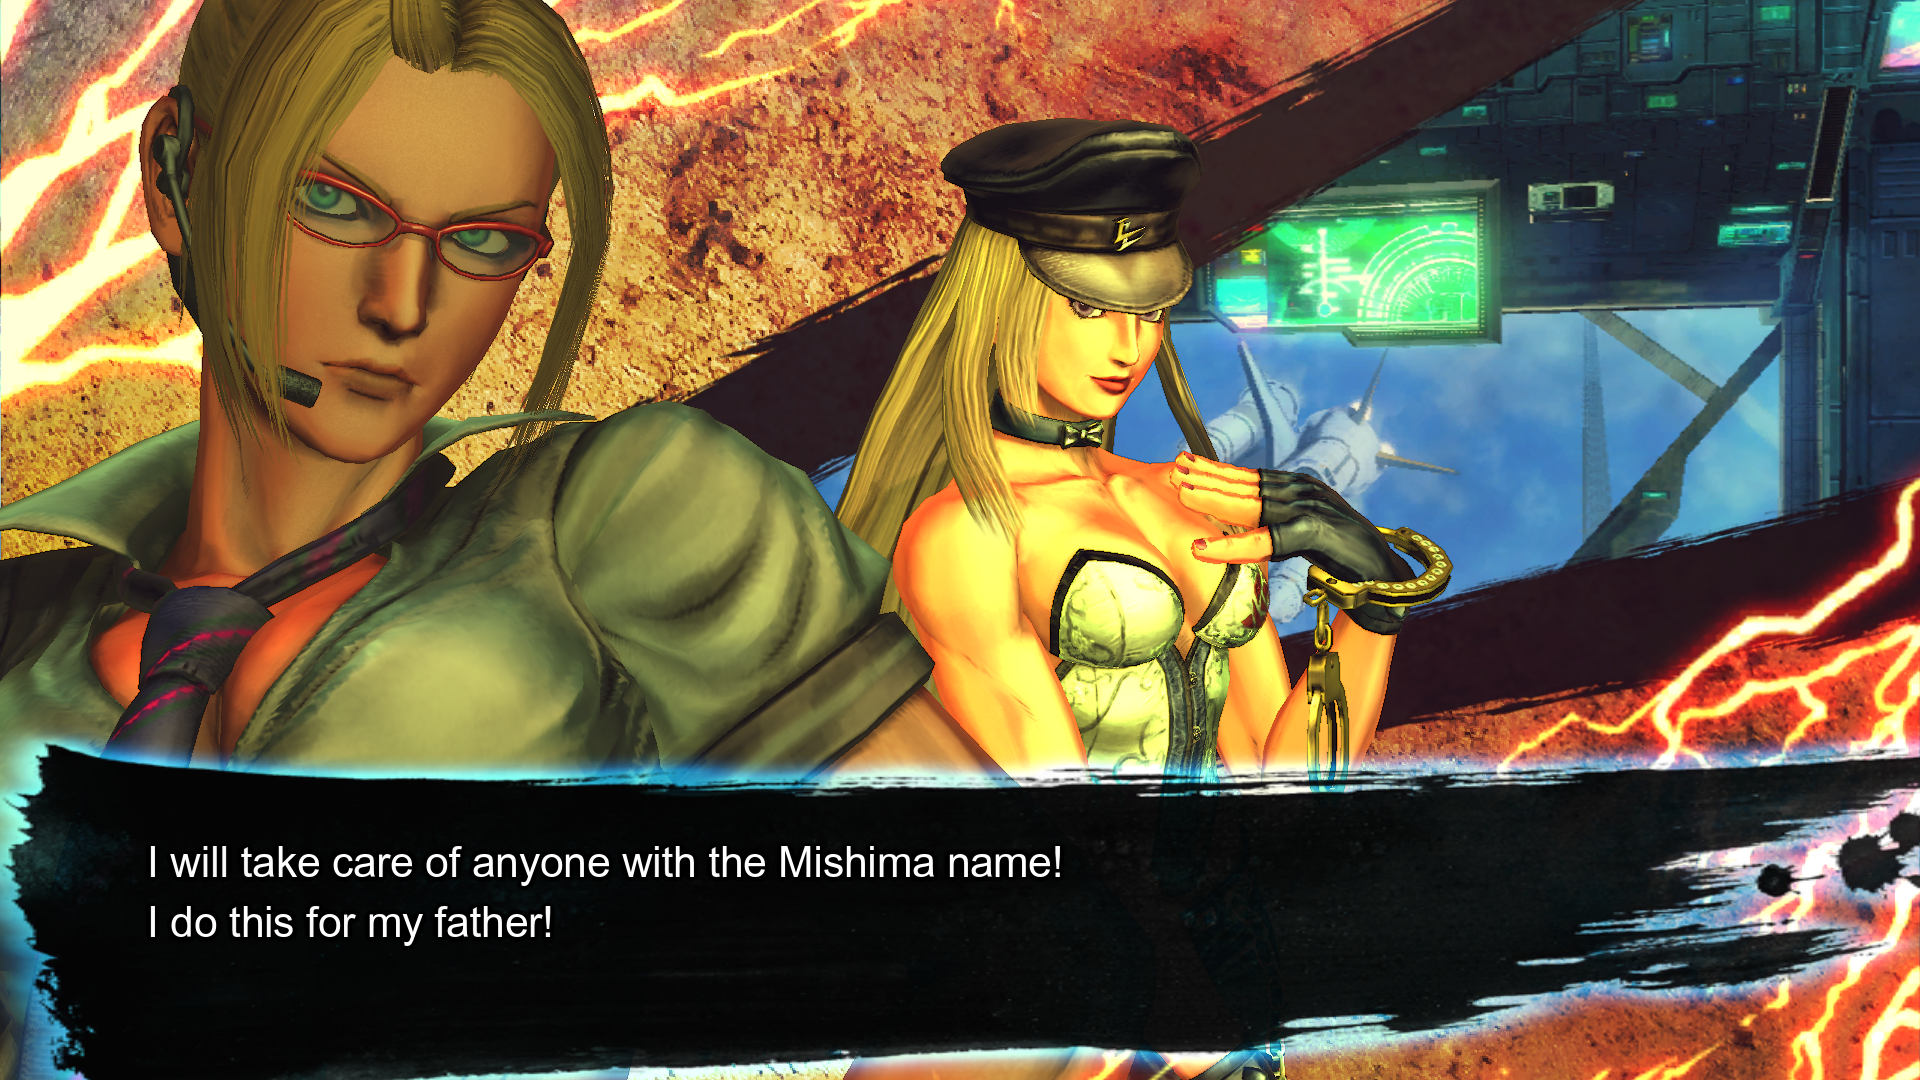 I will take care of anyone with the Mishima name!
I do this for my father!